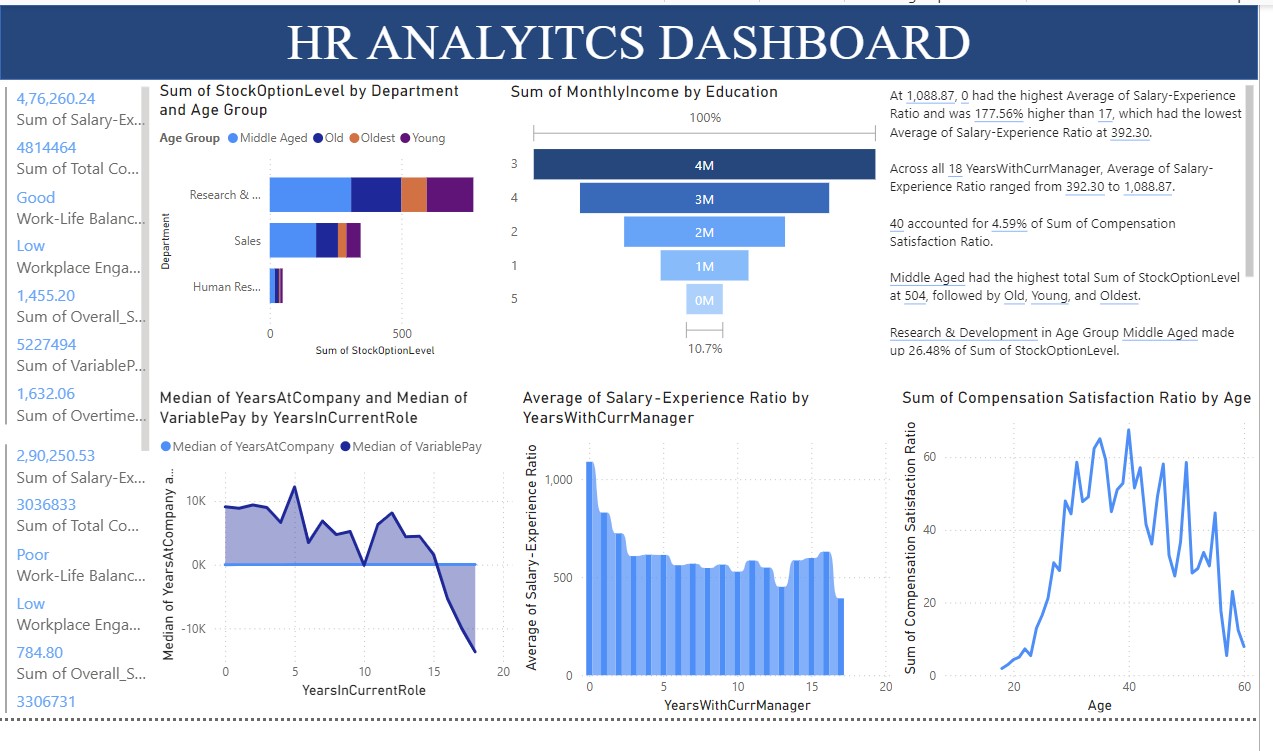 HR ANALYITCS DASHBOARD
4,76,260.24
Sum of Salary-Ex...
4814464
Sum of Total Co...
Good
Work-Life Balanc...
Low
Workplace Enga...
1,455.20
Sum of Overall_S...
5227494
Sum of VariableP...
1,632.06
Sum of Overtime...
2,90,250.53
Sum of Salary-Ex...
3036833
Sum of Total Co...
Poor
Work-Life Balanc...
Low
Workplace Enga...
784.80
Sum of Overall_S...
3306731
Sum of StockOptionLevel by Department
and Age Group
Age Group Middle Aged Old Oldest Young
Department
Research & ...
Sales
Human Res...
0 500
Sum of StockOptionLevel
Sum of MonthlyIncome by Education
100%
3 4M
4 3M
2 2M
1 1M
5 0M
10.7%
At 1,088.87, 0 had the highest Average of Salary-Experience
Ratio and was 177.56% higher than 17, which had the lowest
Average of Salary-Experience Ratio at 392.30.
Across all 18 YearsWithCurrManager, Average of Salary-
Experience Ratio ranged from 392.30 to 1,088.87.
40 accounted for 4.59% of Sum of Compensation
Satisfaction Ratio.
Middle Aged had the highest total Sum of StockOptionLevel
at 504, followed by Old, Young, and Oldest.
Research & Development in Age Group Middle Aged made
up 26.48% of Sum of StockOptionLevel.
Median of YearsAtCompany and Median of
VariablePay by YearsInCurrentRole
Median of YearsAtCompany Median of VariablePay
Median of YearsAtCompany a...
10K
0K
-10K
0 5 10 15 20
YearsInCurrentRole
Average of Salary-Experience Ratio by
YearsWithCurrManager
Average of Salary-Experience Ratio
1,000
500
0
0 5 10 15 20
YearsWithCurrManager
Sum of Compensation Satisfaction Ratio by Age
Sum of Compensation Satisfaction Ratio
60
40
20
0
20 40 60
Age